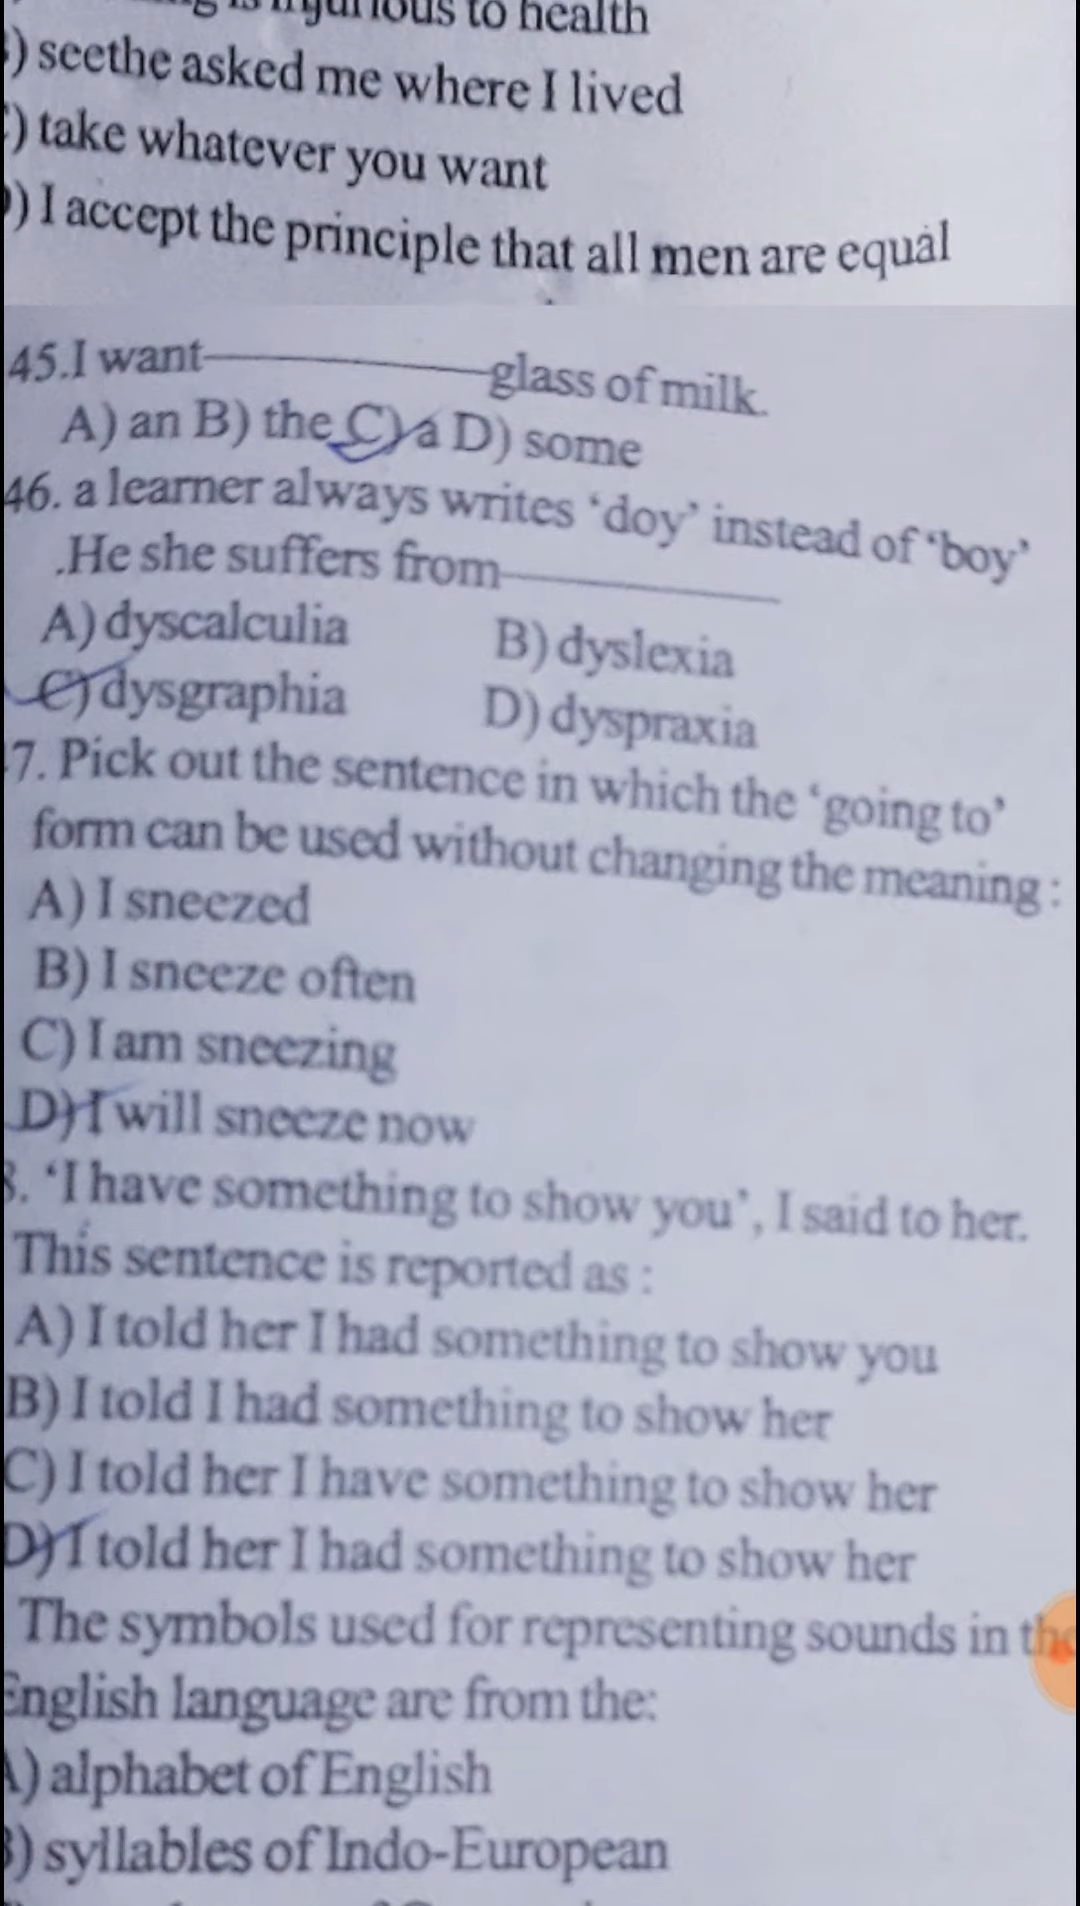 to health
) seethe asked me where I lived
) take whatever you want
) I accept the principle that all men are equal
45.I want glass of milk.
A) an B) the C) a D) some
46. a learner always writes ‘doy’ instead of ‘boy’
.He she suffers from
A) dyscalculia B) dyslexia
C) dysgraphia D) dyspraxia
7. Pick out the sentence in which the ‘going to’
form can be used without changing the meaning :
A) I sneezed
B) I sneeze often
C) I am sneezing
D) I will sneeze now
8. ‘I have something to show you’, I said to her.
This sentence is reported as :
A) I told her I had something to show you
B) I told I had something to show her
C) I told her I have something to show her
D) I told her I had something to show her
The symbols used for representing sounds in the
English language are from the:
A) alphabet of English
B) syllables of Indo-European